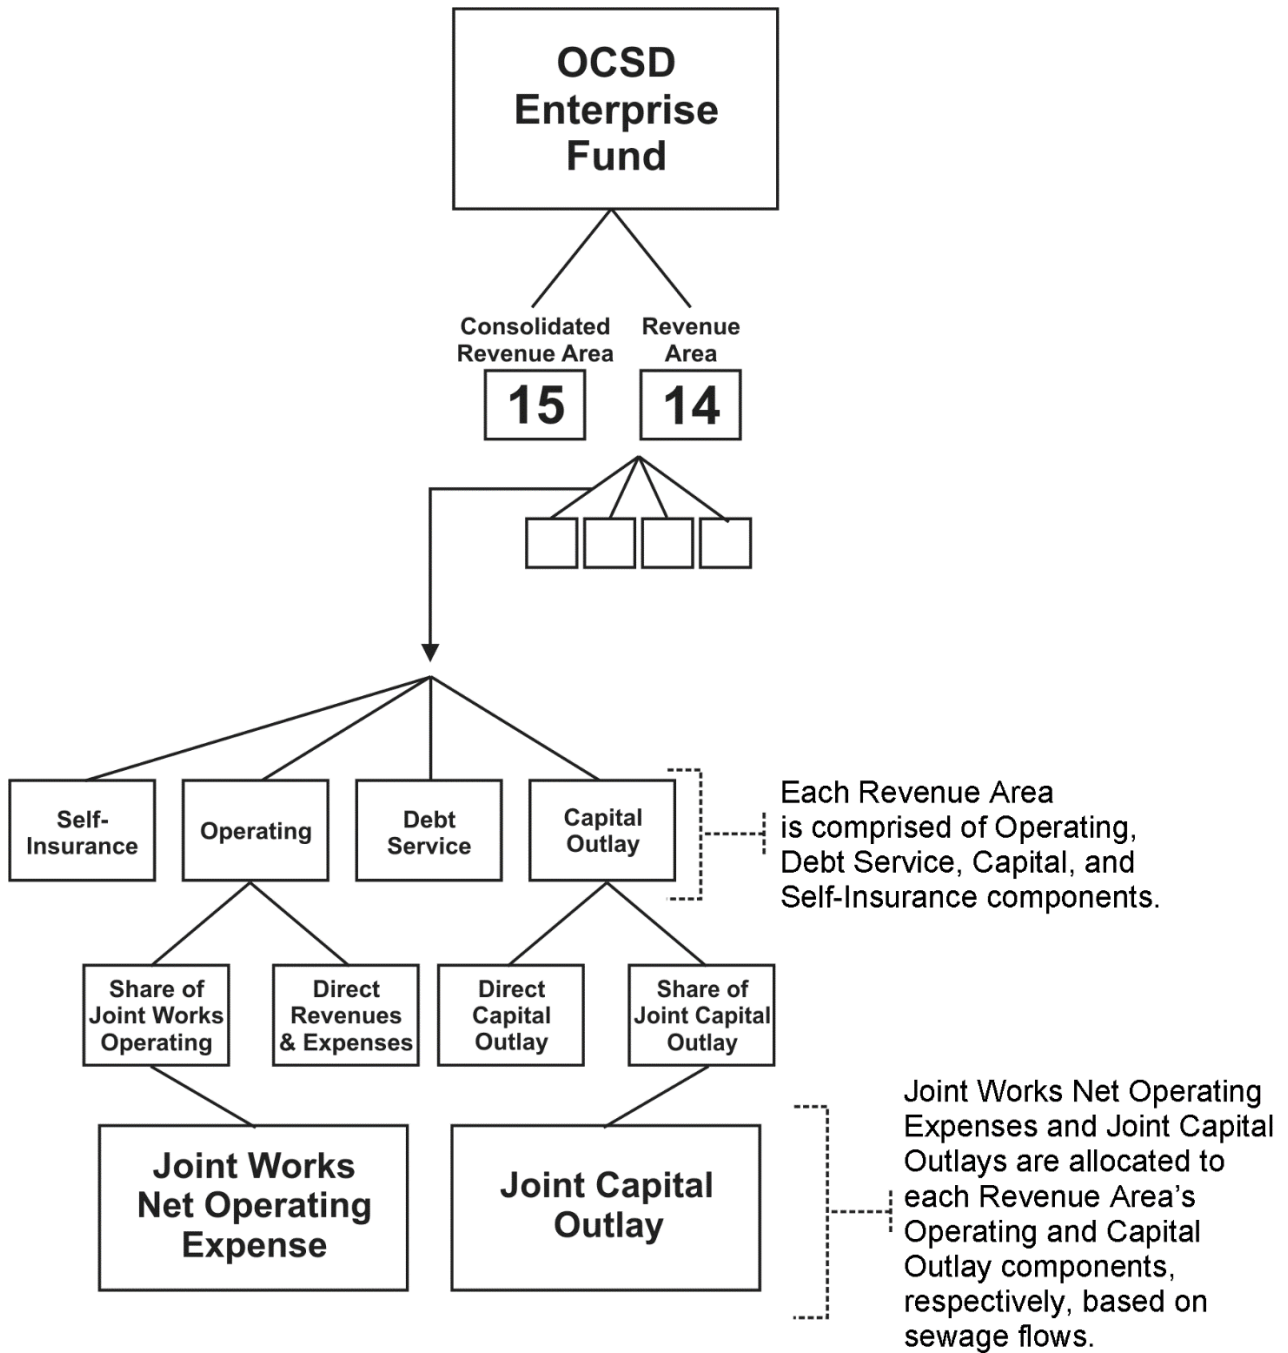 OCSD
Enterprise
Fund
Consolidated
Revenue Area
15
Revenue
Area
14
Self-
Insurance
Operating
Debt
Service
Capital
Outlay
Each Revenue Area
is comprised of Operating,
Debt Service, Capital, and
Self-Insurance components.
Share of
Joint Works
Operating
Direct
Revenues
& Expenses
Direct
Capital
Outlay
Share of
Joint Capital
Outlay
Joint Works
Net Operating
Expense
Joint Capital
Outlay
Joint Works Net Operating
Expenses and Joint Capital
Outlays are allocated to
each Revenue Area’s
Operating and Capital
Outlay components,
respectively, based on
sewage flows.